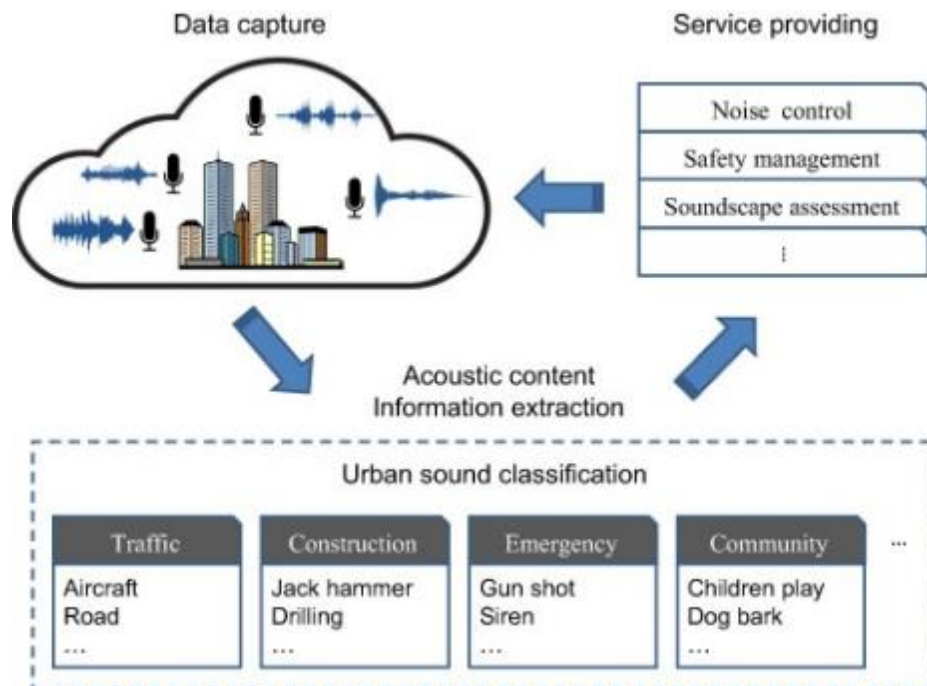 Data capture
Service providing
Noise control
Safety management
Soundscape assessment
⁝
Acoustic content
Information extraction
Urban sound classification
Traffic
Aircraft
Road
...
Construction
Jack hammer
Drilling
...
Emergency
Gun shot
Siren
...
Community
Children play
Dog bark
...
...